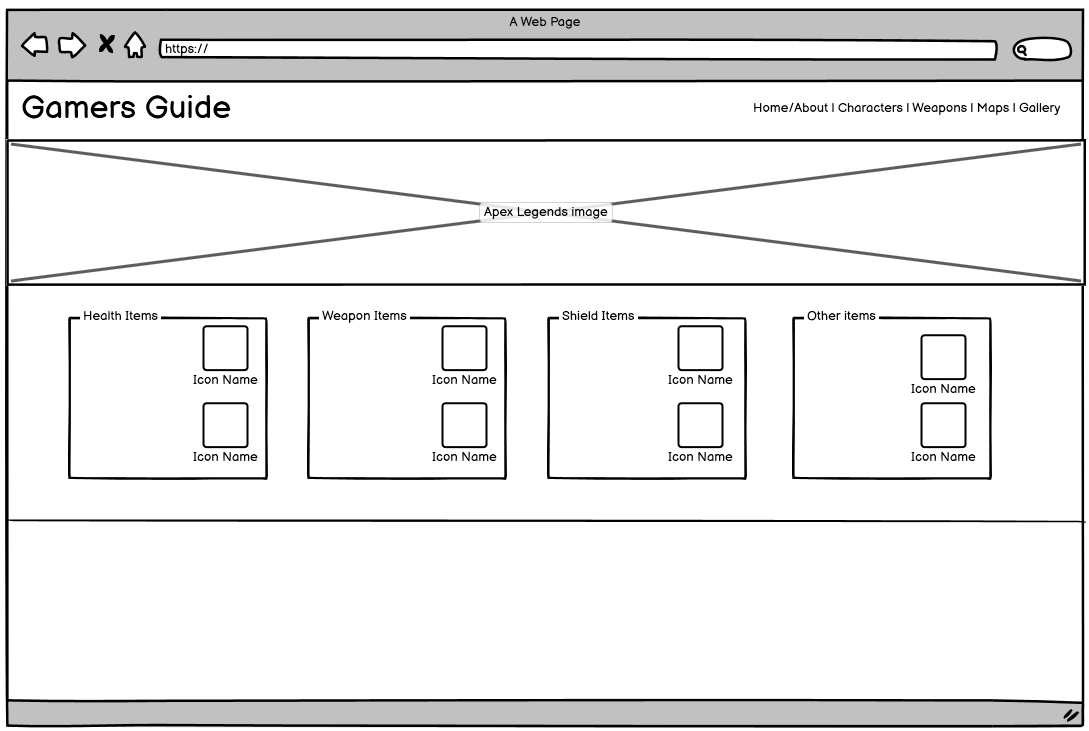 A Web Page
https://
Gamers Guide
Home/About | Characters | Weapons | Maps | Gallery
Apex Legends image
Health Items
Icon Name
Icon Name
Weapon Items
Icon Name
Icon Name
Shield Items
Icon Name
Icon Name
Other items
Icon Name
Icon Name